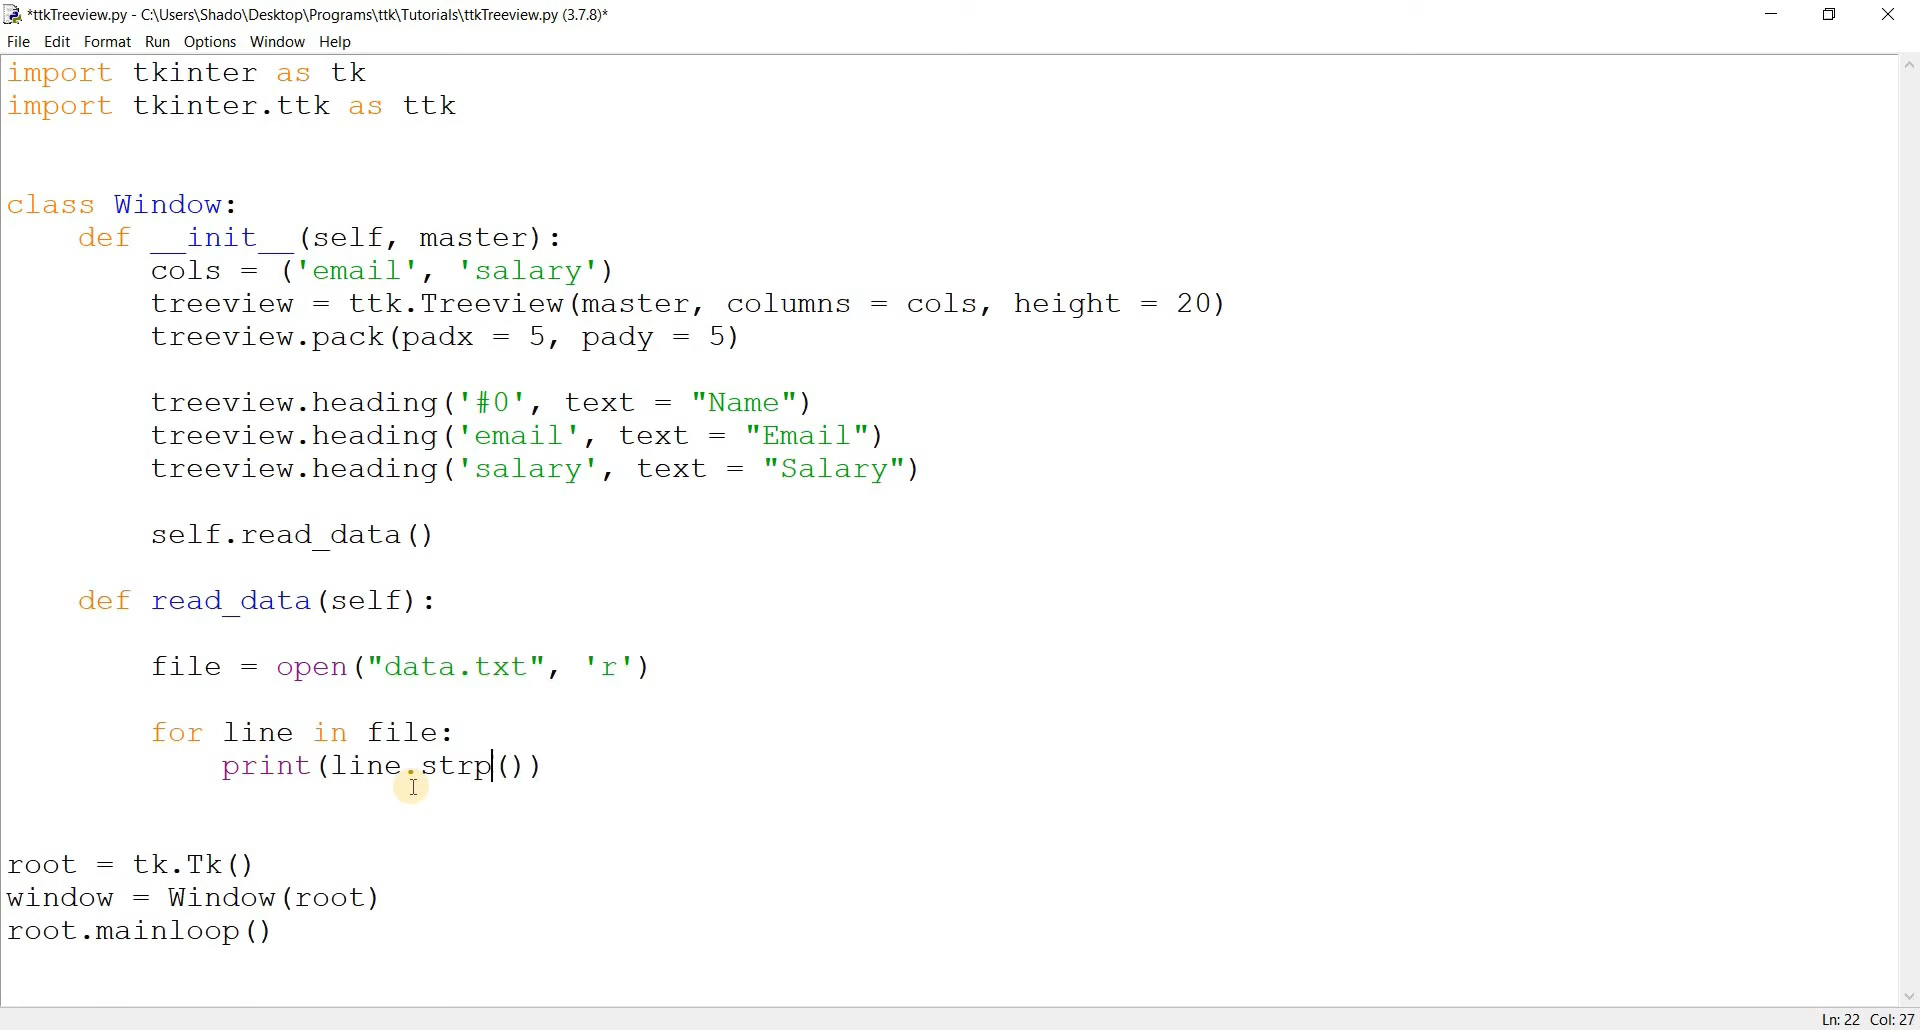 *ttkTreeview.py - C:\Users\Shado\Desktop\Programs\ttk\Tutorials\ttkTreeview.py (3.7.8)*
File Edit Format Run Options Window Help
import tkinter as tk
import tkinter.ttk as ttk
class Window:
    def __init__(self, master):
        cols = ('email', 'salary')
        treeview = ttk.Treeview(master, columns = cols, height = 20)
        treeview.pack(padx = 5, pady = 5)
        treeview.heading('#0', text = "Name")
        treeview.heading('email', text = "Email")
        treeview.heading('salary', text = "Salary")
        self.read_data()
    def read_data(self):
        file = open("data.txt", 'r')
        for line in file:
            print(line.strp())
root = tk.Tk()
window = Window(root)
root.mainloop()
Ln: 22 Col: 27